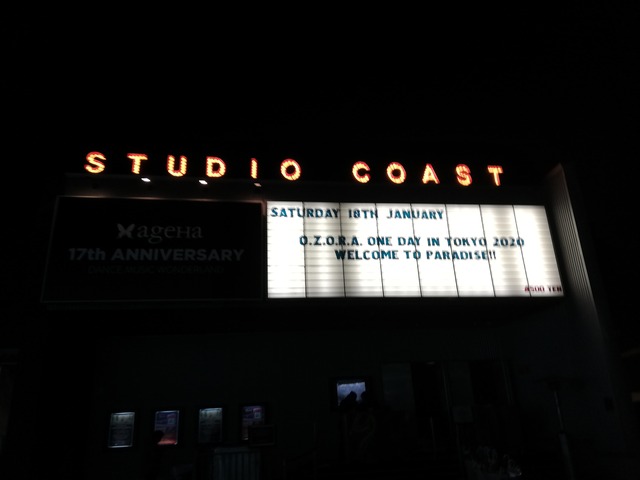 STUDIO COAST
ageHa
17th ANNIVERSARY
SATURDAY 18TH JANUARY
O.Z.O.R.A. ONE DAY IN TOKYO 2020
WELCOME TO PARADISE!!